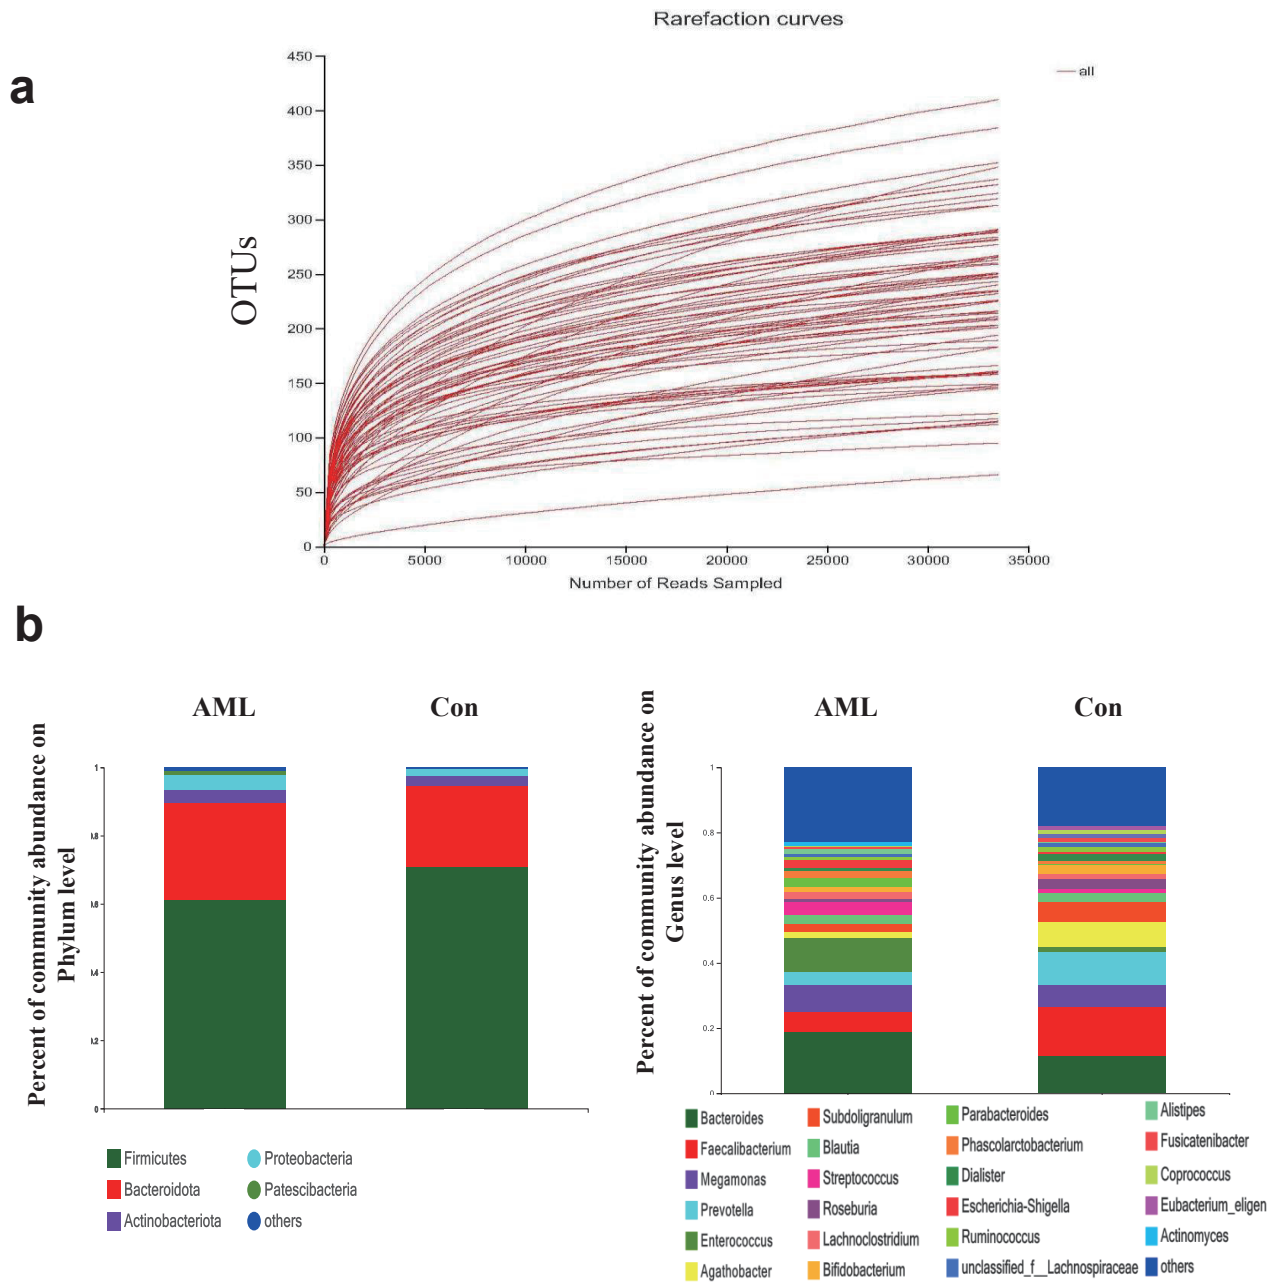 Rarefaction curves
a
450
400
350
300
250
200
150
100
50
0
OTUs
all
0 5000 10000 15000 20000 25000 30000 35000
Number of Reads Sampled
b
AML Con
Percent of community abundance on
Phylum level
1
0.2
0
Firmicutes
Bacteroidota
Actinobacteriota
Proteobacteria
Patescibacteria
others
AML Con
Percent of community abundance on
Genus level
1
0.8
0.6
0.4
0.2
0
Bacteroides
Faecalibacterium
Megamonas
Prevotella
Enterococcus
Agathobacter
Subdoligranulum
Blautia
Streptococcus
Roseburia
Lachnoclostridium
Bifidobacterium
Parabacteroides
Phascolarctobacterium
Dialister
Escherichia-Shigella
Ruminococcus
unclassified_f__Lachnospiraceae
Alistipes
Fusicatenibacter
Coprococcus
Eubacterium_eligen
Actinomyces
others